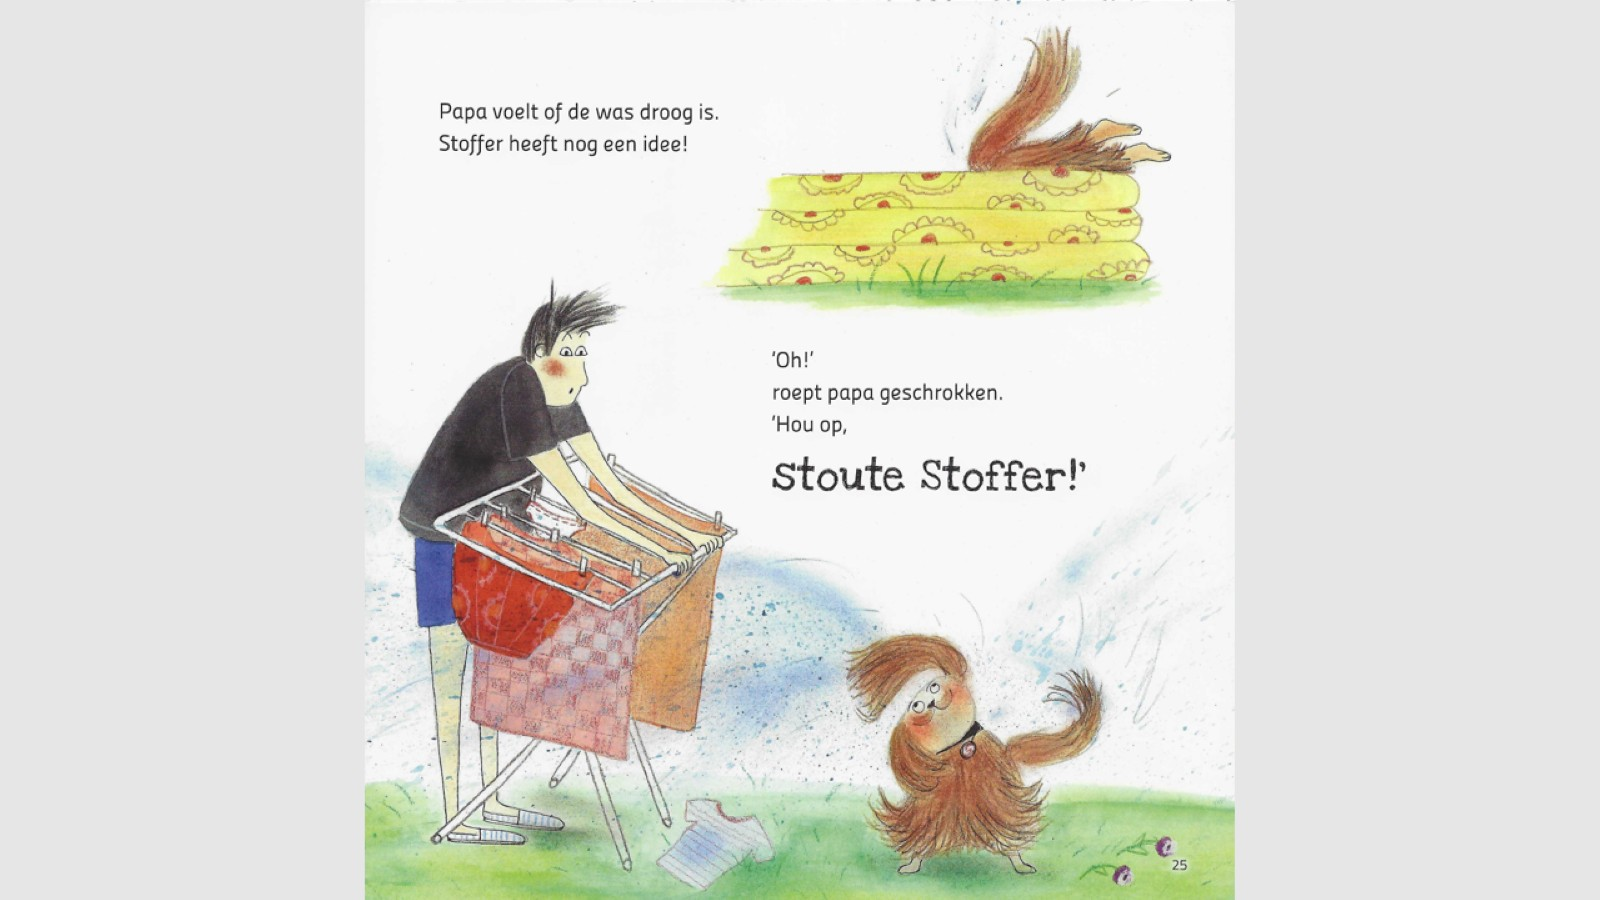 Papa voelt of de was droog is.
Stoffer heeft nog een idee!
'Oh!'
roept papa geschrokken.
'Hou op,
Stoute Stoffer!'
25